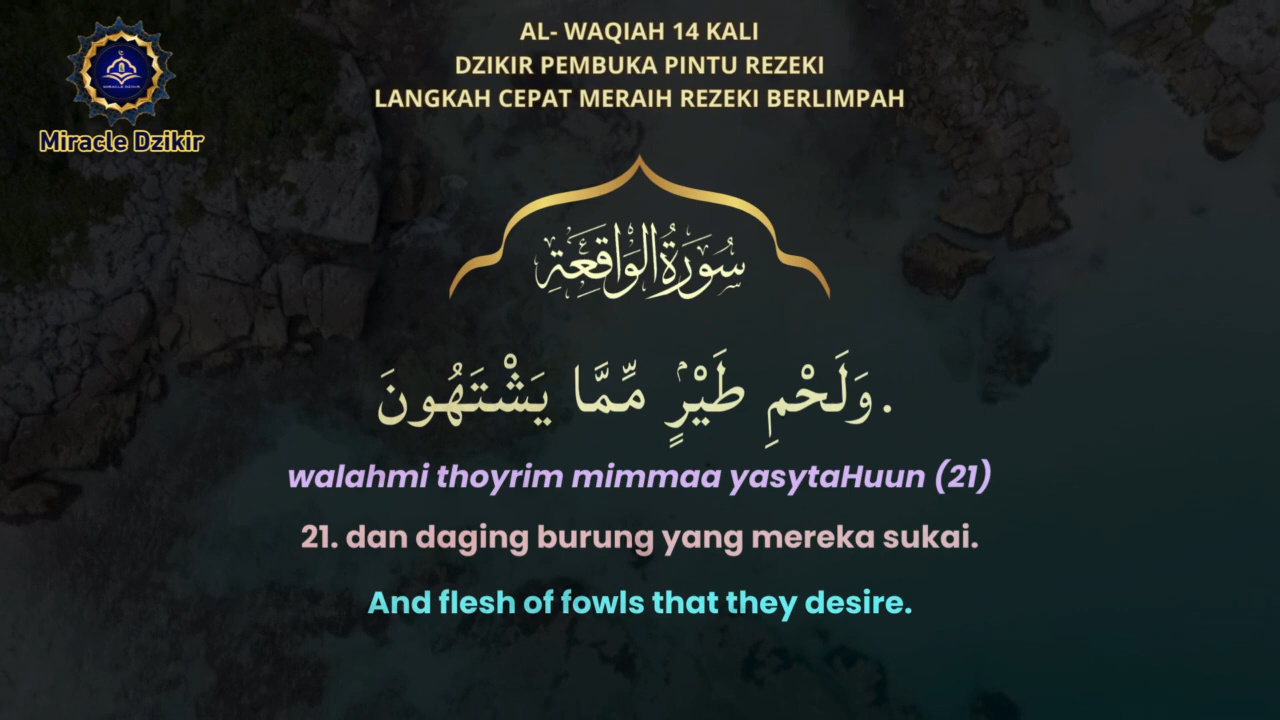 AL- WAQIAH 14 KALI
DZIKIR PEMBUKA PINTU REZEKI
LANGKAH CEPAT MERAIH REZEKI BERLIMPAH
MIRACLE DZIKIR
Miracle Dzikir
سُورَةُ الوَاقِعَةِ
وَلَحْمِ طَيْرٍۢ مِّمَّا يَشْتَهُونَ.
walahmi thoyrim mimmaa yasytaHuun (21)
21. dan daging burung yang mereka sukai.
And flesh of fowls that they desire.